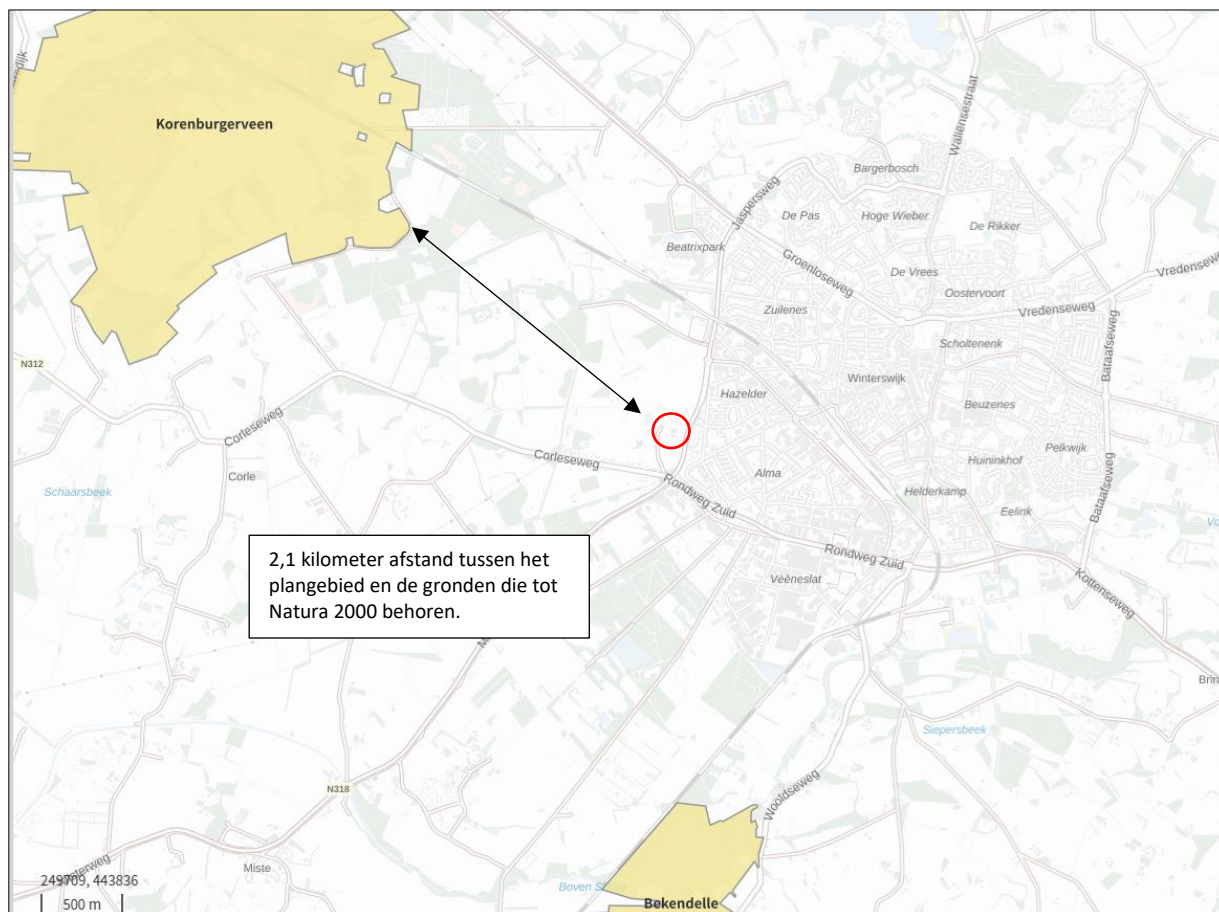 Korenburgerveen
Walliënsestraat
Bargerbosch
Jaspersweg
De Pas
Hoge Wieber
De Rikker
Beatrixpark
Groenloseweg
De Vrees
Vredenseweg
Oostervoort
Zuilenes
Vredenseweg
Bataafseweg
Scholtenenk
N312
Winterswijk
Hazelder
Beuzenes
Corleseweg
Pelkwijk
Corleseweg
Huininkhof
Corle
Alma
Schaarsbeek
Rondweg Zuid
Helderkamp
Bataafseweg
Eelink
2,1 kilometer afstand tussen het
plangebied en de gronden die tot
Natura 2000 behoren.
Rondweg Zuid
Vèèneslat
Kottenseweg
Siepersbeek
N318
Wooldseweg
Miste
249709, 443836
500 m
Bekendelle